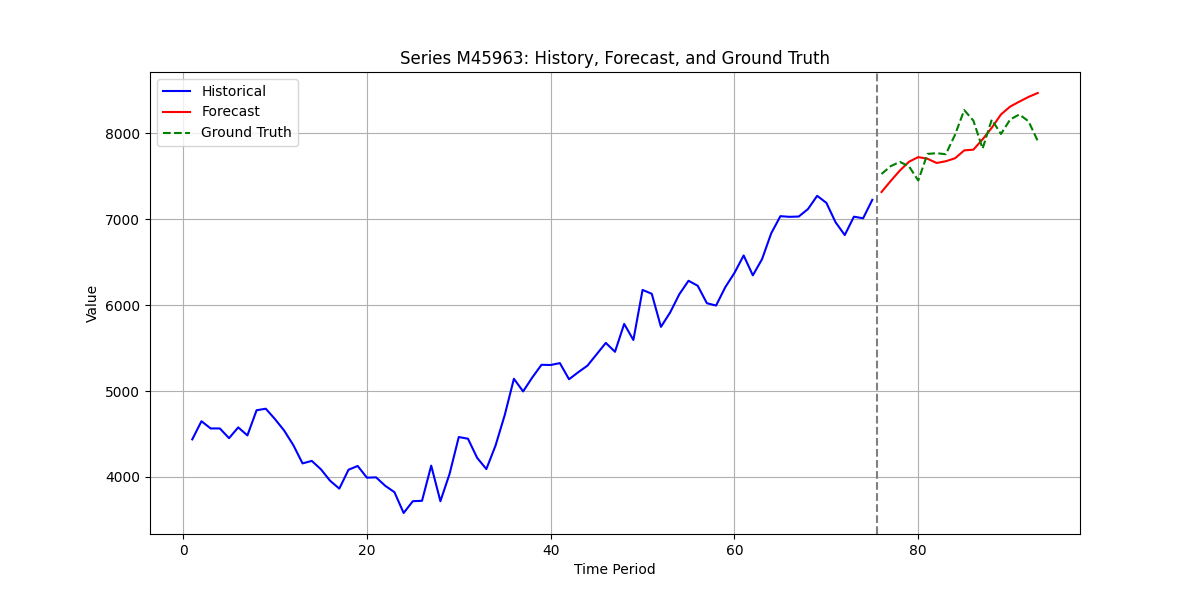 Series M45963: History, Forecast, and Ground Truth
Historical
Forecast
Ground Truth
8000
7000
6000
5000
4000
Value
0 20 40 60 80
Time Period